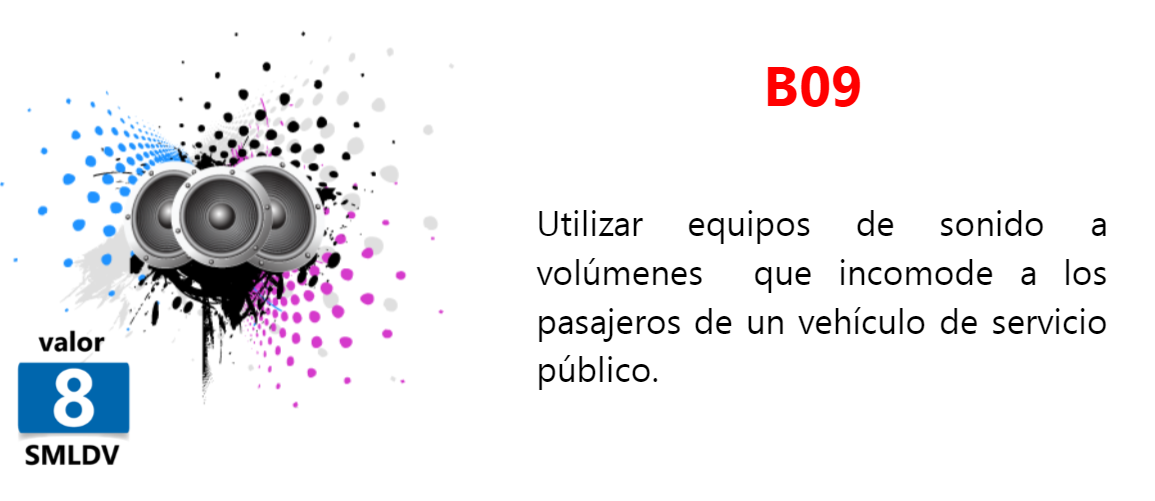 B09
Utilizar equipos de sonido a
volúmenes que incomode a los
pasajeros de un vehículo de servicio
público.
valor
8
SMLDV